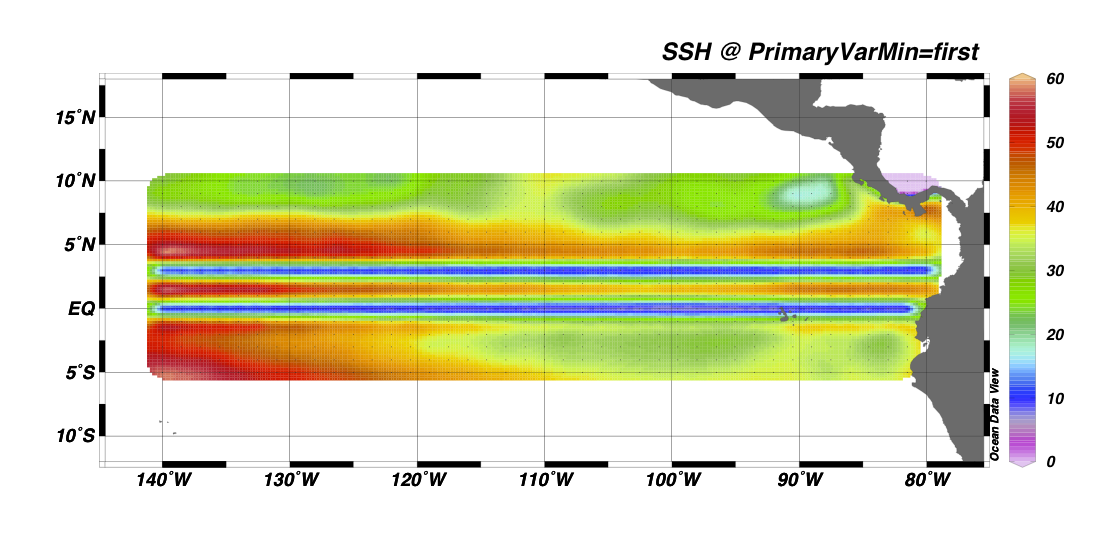 SSH @ PrimaryVarMin=first
15˚N
10˚N
5˚N
EQ
5˚S
10˚S
140˚W
130˚W
120˚W
110˚W
100˚W
90˚W
80˚W
Ocean Data View
60
50
40
30
20
10
0